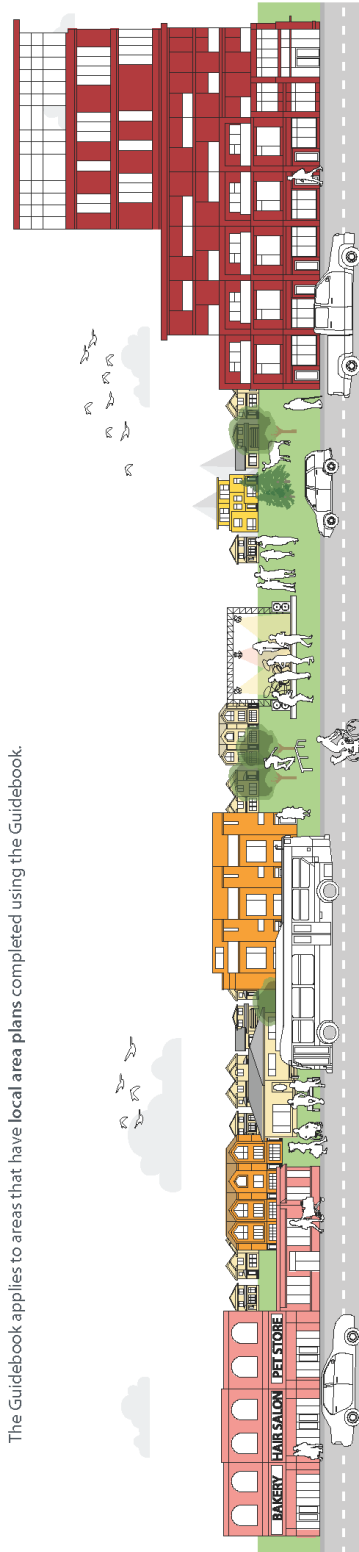 The Guidebook applies to areas that have local area plans completed using the Guidebook.
BAKERY
HAIR SALON
PET STORE